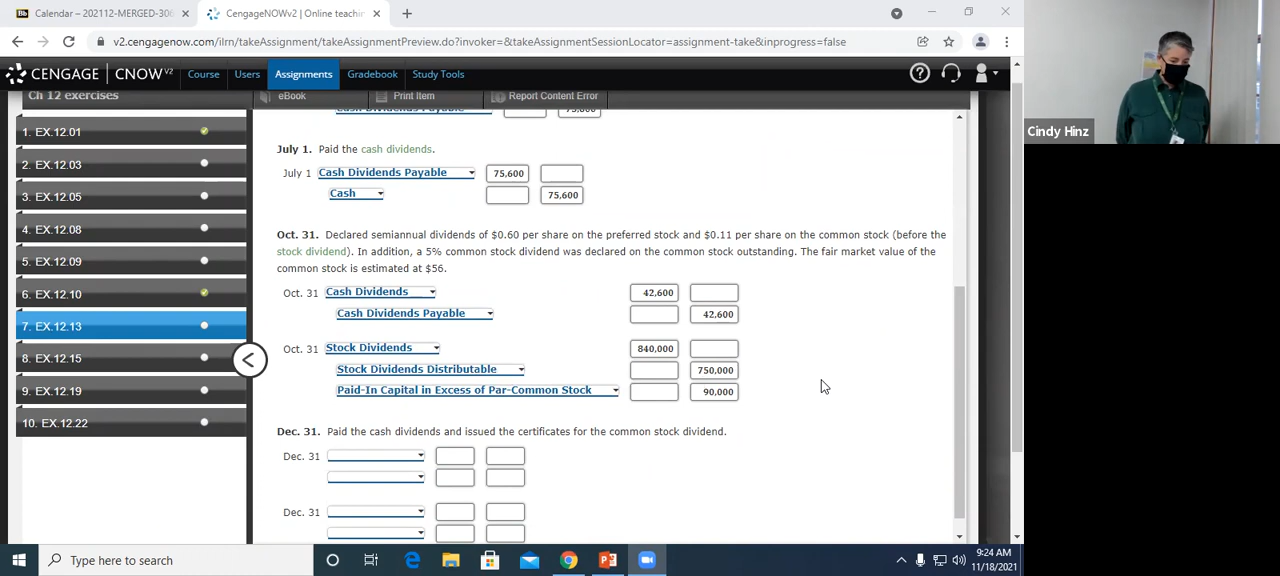 Calendar – 202112-MERGED-306
CengageNOWv2 | Online teachin
v2.cengagenow.com/ilrn/takeAssignment/takeAssignmentPreview.do?invoker=&takeAssignmentSessionLocator=assignment-take&inprogress=false
CENGAGE | CNOWv2 Course Users Assignments Gradebook Study Tools
Ch 12 exercises
eBook Print Item Report Content Error
1. EX.12.01
2. EX.12.03
3. EX.12.05
4. EX.12.08
5. EX.12.09
6. EX.12.10
7. EX.12.13
8. EX.12.15
9. EX.12.19
10. EX.12.22
Cash Dividends Payable 75,600
July 1. Paid the cash dividends.
July 1 Cash Dividends Payable 75,600
Cash 75,600
Oct. 31. Declared semiannual dividends of $0.60 per share on the preferred stock and $0.11 per share on the common stock (before the
stock dividend). In addition, a 5% common stock dividend was declared on the common stock outstanding. The fair market value of the
common stock is estimated at $56.
Oct. 31 Cash Dividends 42,600
Cash Dividends Payable 42,600
Oct. 31 Stock Dividends 840,000
Stock Dividends Distributable 750,000
Paid-In Capital in Excess of Par-Common Stock 90,000
Dec. 31. Paid the cash dividends and issued the certificates for the common stock dividend.
Dec. 31
Dec. 31
Cindy Hinz
Type here to search
9:24 AM
11/18/2021